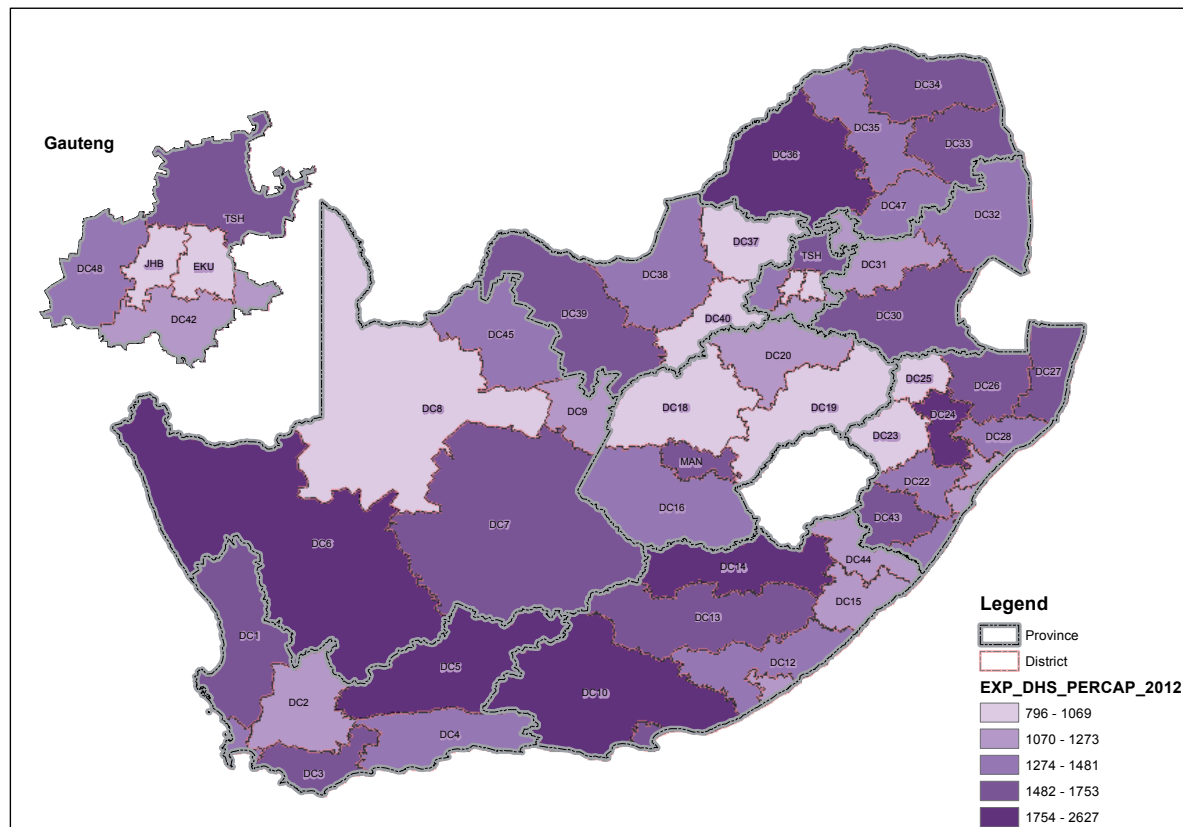 Gauteng
TSH
DC48
JHB
EKU
DC42
DC34
DC35
DC33
DC36
DC47
DC32
DC37
TSH
DC31
DC38
DC39
DC40
DC30
DC45
DC20
DC25
DC26
DC27
DC8
DC9
DC18
DC19
DC24
DC23
DC28
MAN
DC22
DC16
DC43
DC7
DC6
DC14
DC44
DC15
DC13
DC1
DC5
DC12
DC10
DC2
DC4
DC3
Legend
Province
District
EXP_DHS_PERCAP_2012
796 - 1069
1070 - 1273
1274 - 1481
1482 - 1753
1754 - 2627